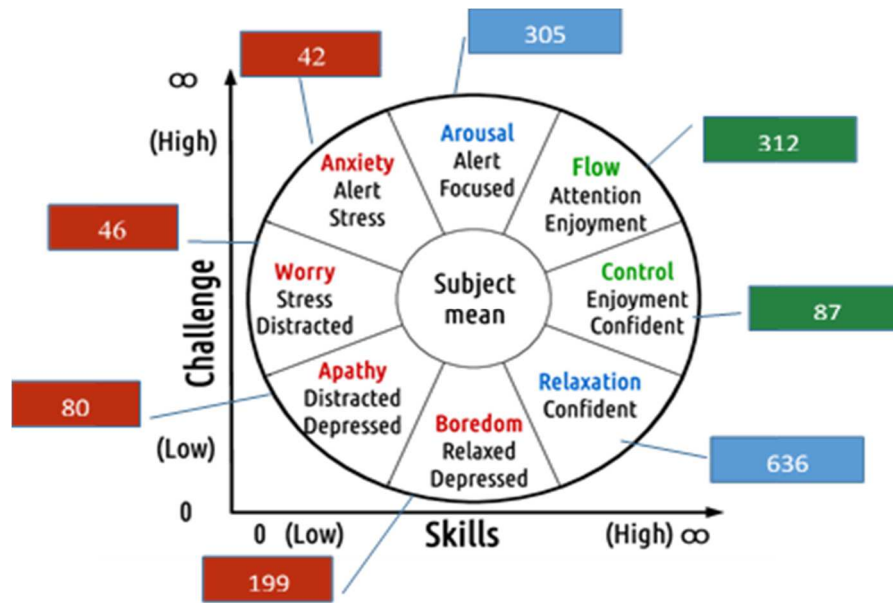 305
42
∞
(High)
312
Arousal
Alert
Focused
Anxiety
Alert
Stress
Flow
Attention
Enjoyment
46
Challenge
Worry
Stress
Distracted
Subject
mean
Control
Enjoyment
Confident
87
80
Apathy
Distracted
Depressed
Relaxation
Confident
Boredom
Relaxed
Depressed
(Low)
636
0
0 (Low) Skills (High) ∞
199